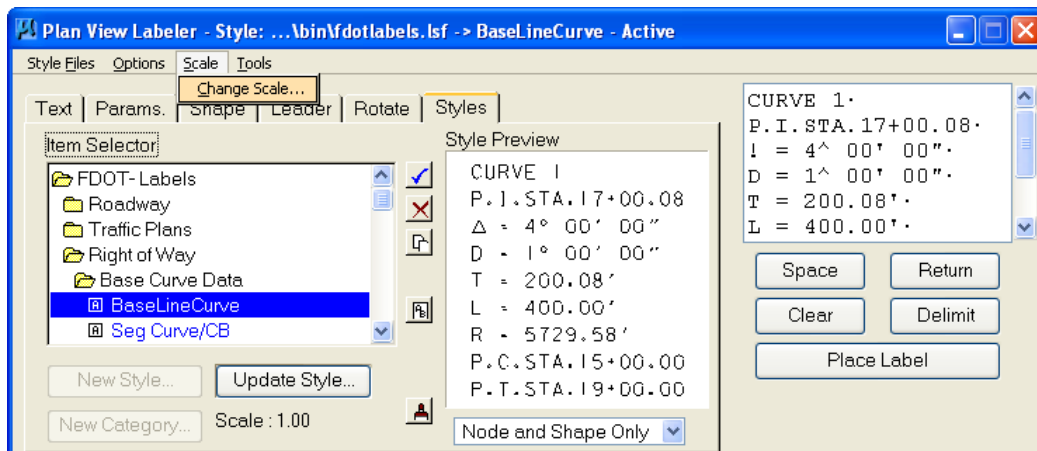 Plan View Labeler - Style: ...\bin\fdotlabels.lsf -> BaseLineCurve - Active
Style Files Options Scale Tools
Change Scale...
Text Params. Shape Leader Rotate Styles
Item Selector
FDOT-Labels
Roadway
Traffic Plans
Right of Way
Base Curve Data
BaseLineCurve
Seg Curve/CB
New Style... Update Style...
New Category... Scale : 1.00
Style Preview
CURVE 1
P.I.STA.17+00.08
Δ = 4° 00' 00"
D = 1° 00' 00"
T = 200.08'
L = 400.00'
R = 5729.58'
P.C.STA.15+00.00
P.T.STA.19+00.00
Node and Shape Only
CURVE 1·
P.I.STA.17+00.08·
! = 4^ 00' 00"·
D = 1^ 00' 00"·
T = 200.08'·
L = 400.00'·
Space Return
Clear Delimit
Place Label